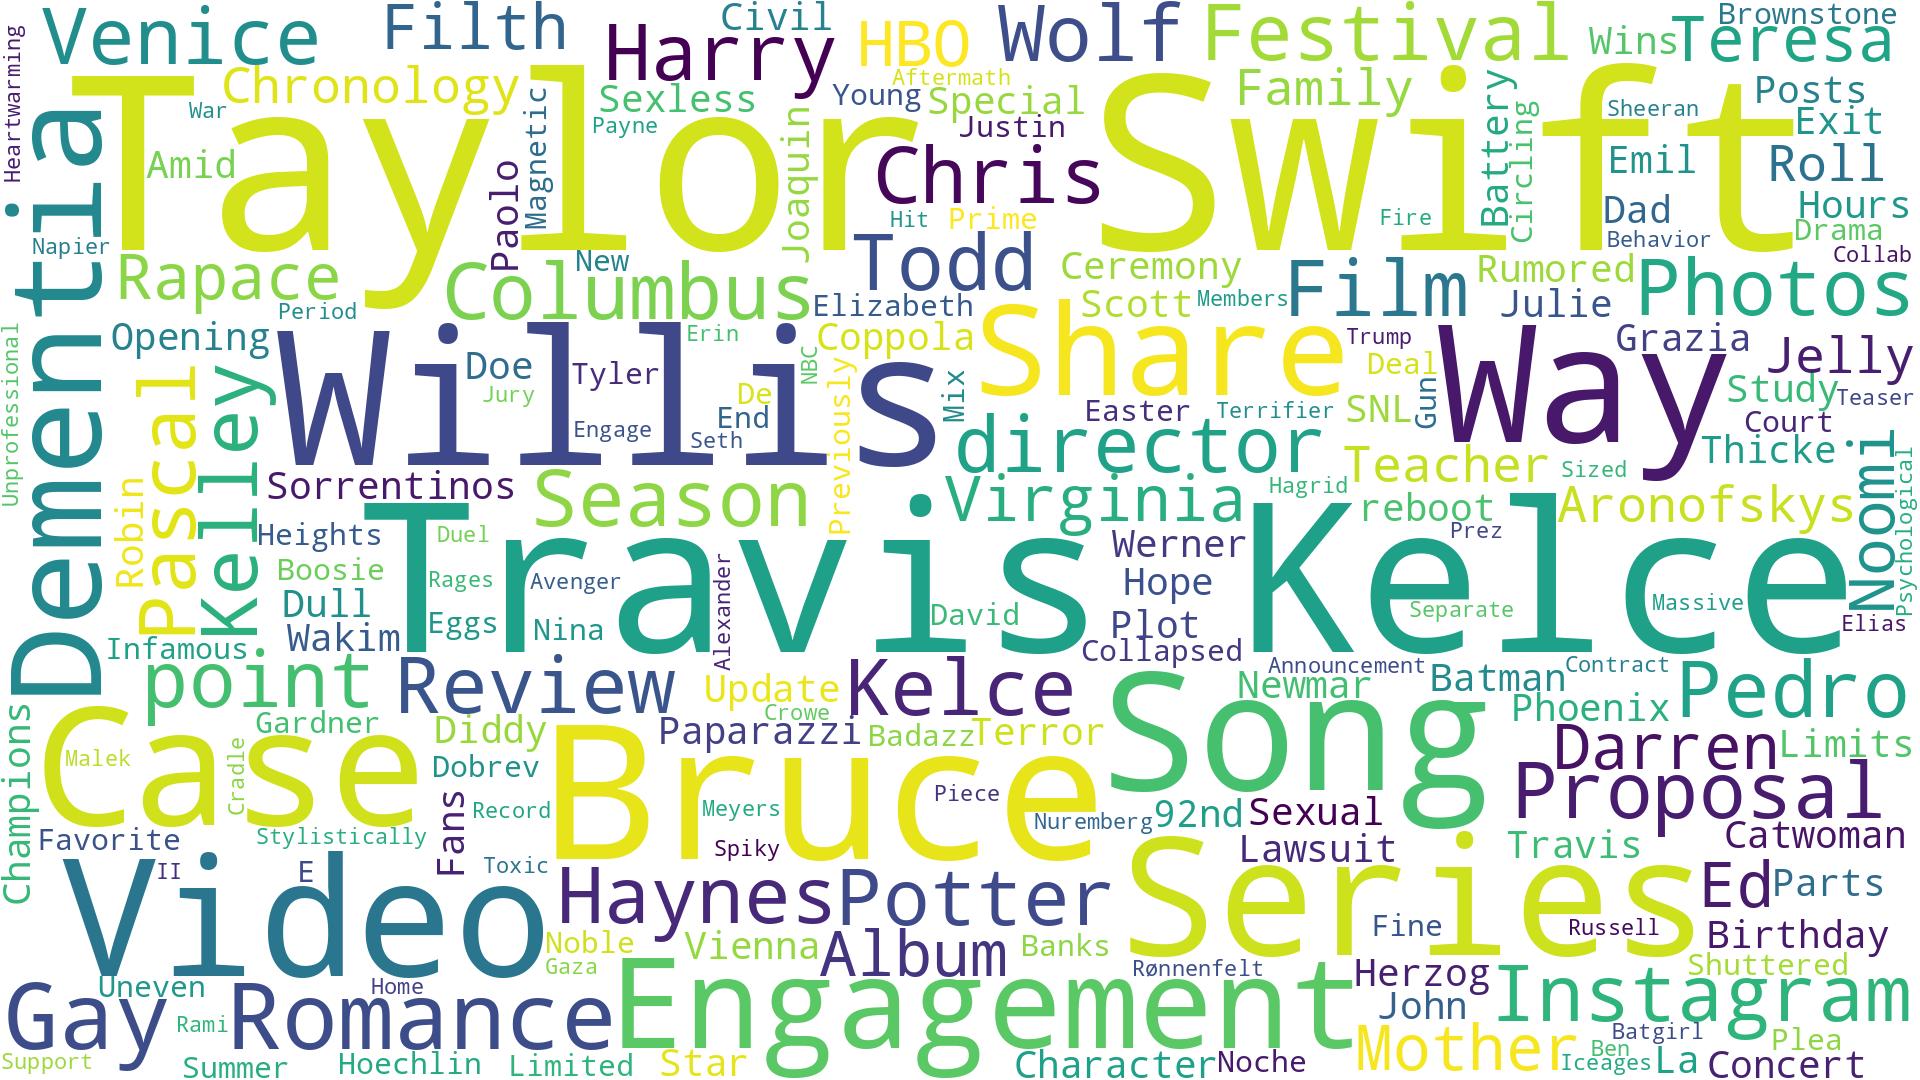 Venice Filth Civil Harry HBO Wolf Festival Wins Teresa Brownstone
Heartwarming Taylor Swift
Chronology Sexless Aftermath Young Special Family Battery Posts
War Magnetic Payne Joaquin Justin Circling Sheeran Exit
Dementia Amid Paolo Chris Emil Roll
Hit Prime Fire Dad Hours
Napier Rapace New Columbus Todd Ceremony Behavior Drama
Rumored Photos Collab
Period Elizabeth Scott Members Film Julie
Opening Willis Erin Coppola Share Trump Way Grazia Jelly
Unprofessional Pascal Kelley Doe Tyler NBC Deal Study
Jury De Previously Mix Easter Terrifier SNL Gun Teaser
Engage Seth End director Court Thicke
Robin Sorrentinos Season Virginia Hagrid Teacher Sized Noomi Psychological
reboot Aronofskys
Heights Duel Travis Werner Prez Kelce
Boosie Rages Avenger Alexander Hope
Dull Eggs Nina David Plot Separate Massive Elias
Infamous Wakim Collapsed
point Review Update Kelce Announcement Batman Contract Pedro
Champions Case Gardner Diddy Crowe Song Newmar Phoenix
Malek Cradle Paparazzi Badazz Terror Darren Limits
Dobrev Bruce Piece Proposal
Record Meyers Nuremberg 92nd Sexual
Favorite Stylistically Fans Spiky Lawsuit Travis Catwoman
Video II E Toxic Series Ed Parts
Haynes Potter Fine Russell Birthday
Noble Vienna Album Banks
Gaza Rønnenfelt Herzog Shuttered
Uneven Home Engagement John Instagram
Gay Rami Romance Mother Batgirl Plea
Support Summer Hoechlin Limited Star Character Noche Iceages Ben La Concert